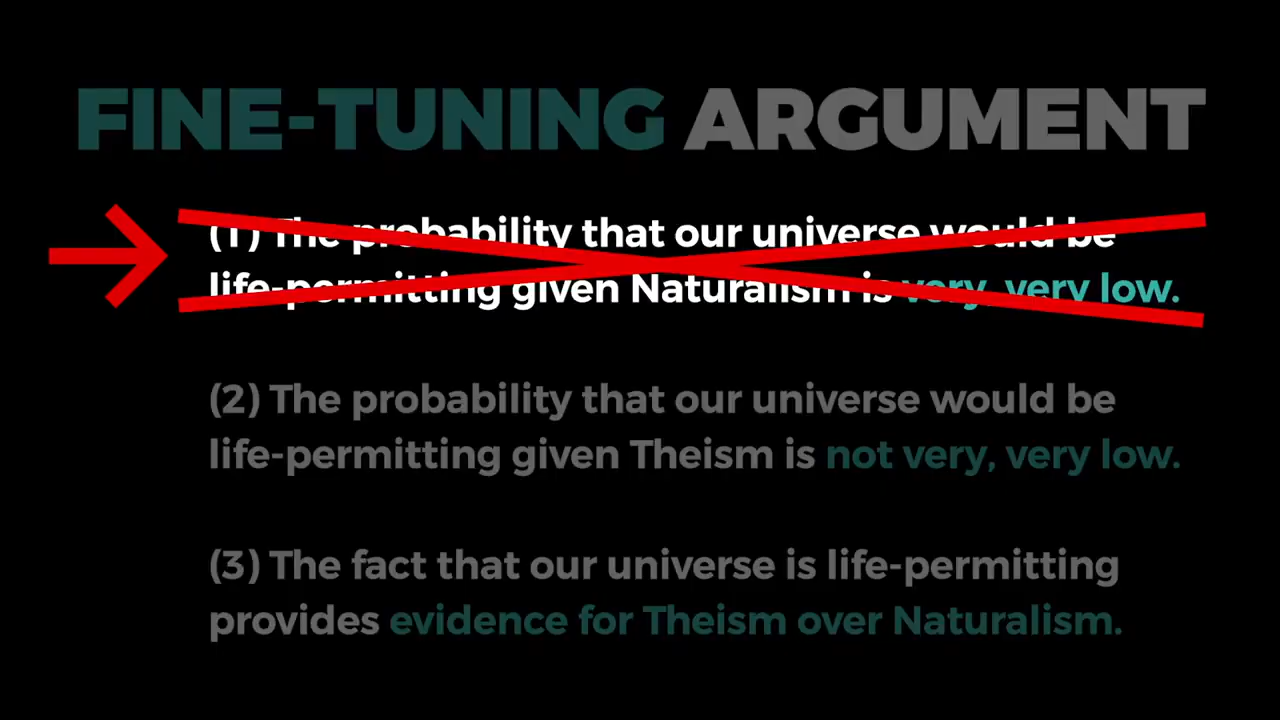 FINE-TUNING ARGUMENT
(1) The probability that our universe would be
life-permitting given Naturalism is very, very low.
(2) The probability that our universe would be
life-permitting given Theism is not very, very low.
(3) The fact that our universe is life-permitting
provides evidence for Theism over Naturalism.